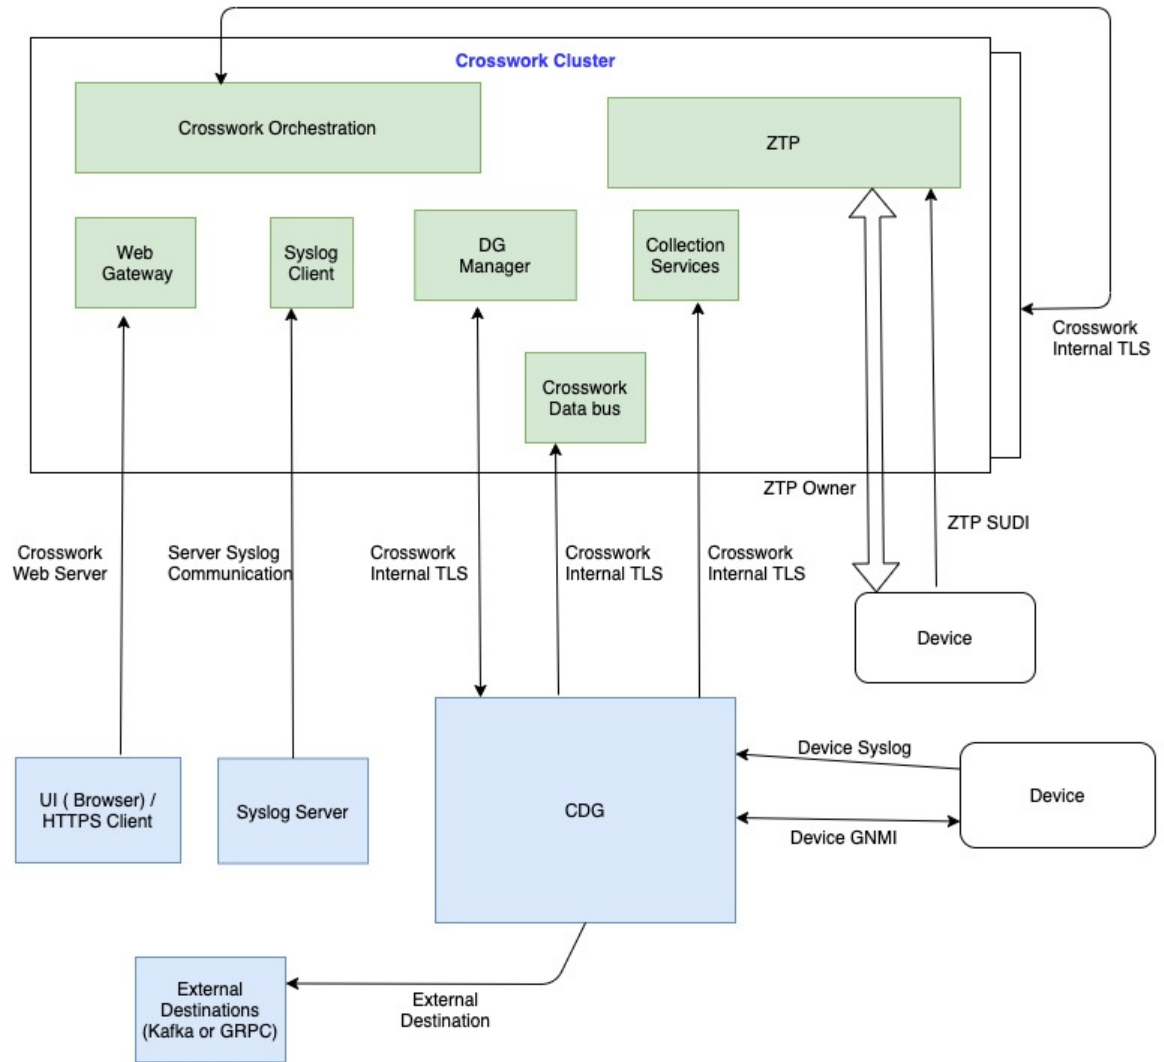 Crosswork Cluster
Crosswork Orchestration
ZTP
Web
Gateway
Syslog
Client
DG
Manager
Collection
Services
Crosswork
Internal TLS
Crosswork
Data bus
ZTP Owner
ZTP SUDI
Crosswork
Web Server
Server Syslog
Communication
Crosswork
Internal TLS
Crosswork
Internal TLS
Crosswork
Internal TLS
Device
UI ( Browser) /
HTTPS Client
Syslog Server
CDG
Device Syslog
Device
Device GNMI
External
Destinations
(Kafka or GRPC)
External
Destination